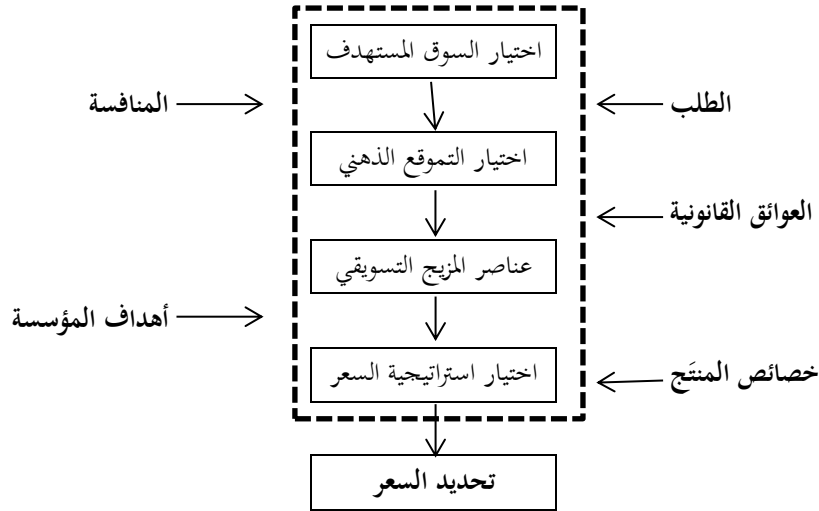 اختيار السوق المستهدف
الطلب
المنافسة
اختيار التموقع الذهني
العوائق القانونية
عناصر المزيج التسويقي
أهداف المؤسسة
خصائص المنتَج
اختيار استراتيجية السعر
تحديد السعر